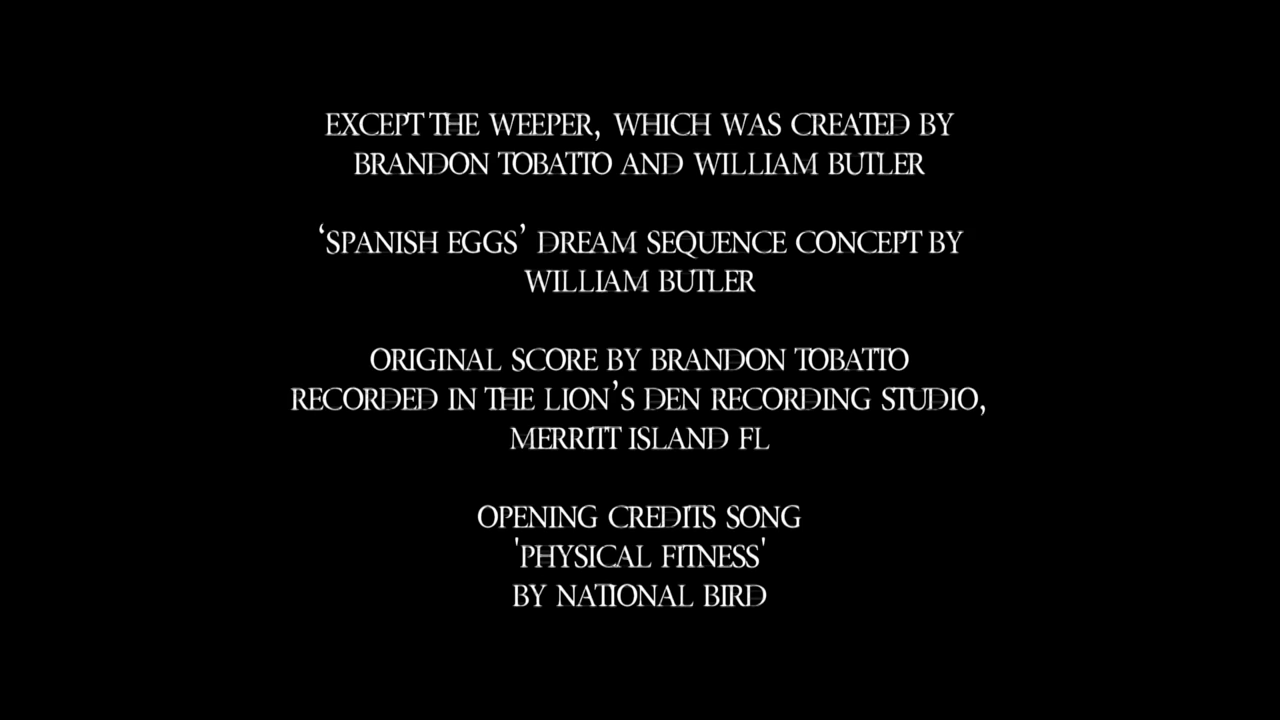 EXCEPT THE WEEPER, WHICH WAS CREATED BY
BRANDON TOBATTO AND WILLIAM BUTLER
‘SPANISH EGGS’ DREAM SEQUENCE CONCEPT BY
WILLIAM BUTLER
ORIGINAL SCORE BY BRANDON TOBATTO
RECORDED IN THE LION’S DEN RECORDING STUDIO,
MERRITT ISLAND FL
OPENING CREDITS SONG
'PHYSICAL FITNESS'
BY NATIONAL BIRD